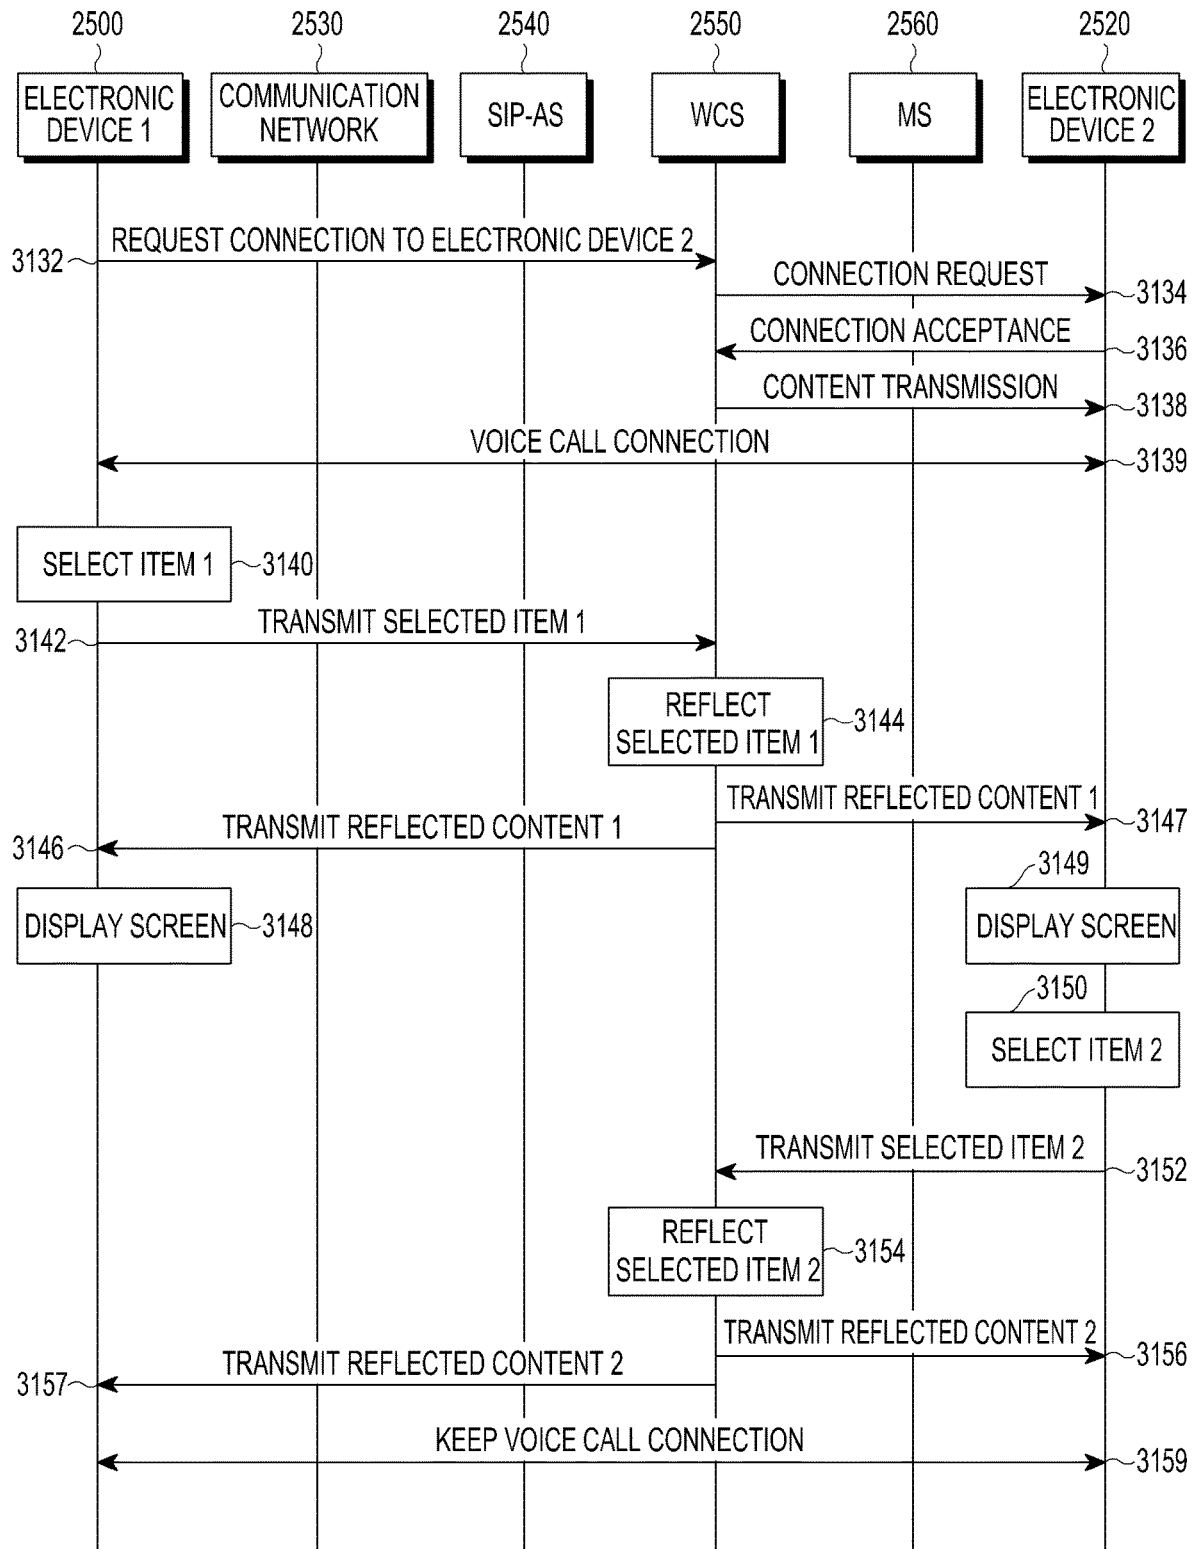 2500 2530 2540 2550 2560 2520
ELECTRONIC
DEVICE 1
COMMUNICATION
NETWORK
SIP-AS
WCS
MS
ELECTRONIC
DEVICE 2
REQUEST CONNECTION TO ELECTRONIC DEVICE 2
3132
CONNECTION REQUEST
3134
CONNECTION ACCEPTANCE
3136
CONTENT TRANSMISSION
3138
VOICE CALL CONNECTION
3139
SELECT ITEM 1
3140
TRANSMIT SELECTED ITEM 1
3142
REFLECT
SELECTED ITEM 1
3144
TRANSMIT REFLECTED CONTENT 1
3147
TRANSMIT REFLECTED CONTENT 1
3146
DISPLAY SCREEN
3148
3149
DISPLAY SCREEN
3150
SELECT ITEM 2
TRANSMIT SELECTED ITEM 2
3152
REFLECT
SELECTED ITEM 2
3154
TRANSMIT REFLECTED CONTENT 2
3156
TRANSMIT REFLECTED CONTENT 2
3157
KEEP VOICE CALL CONNECTION
3159